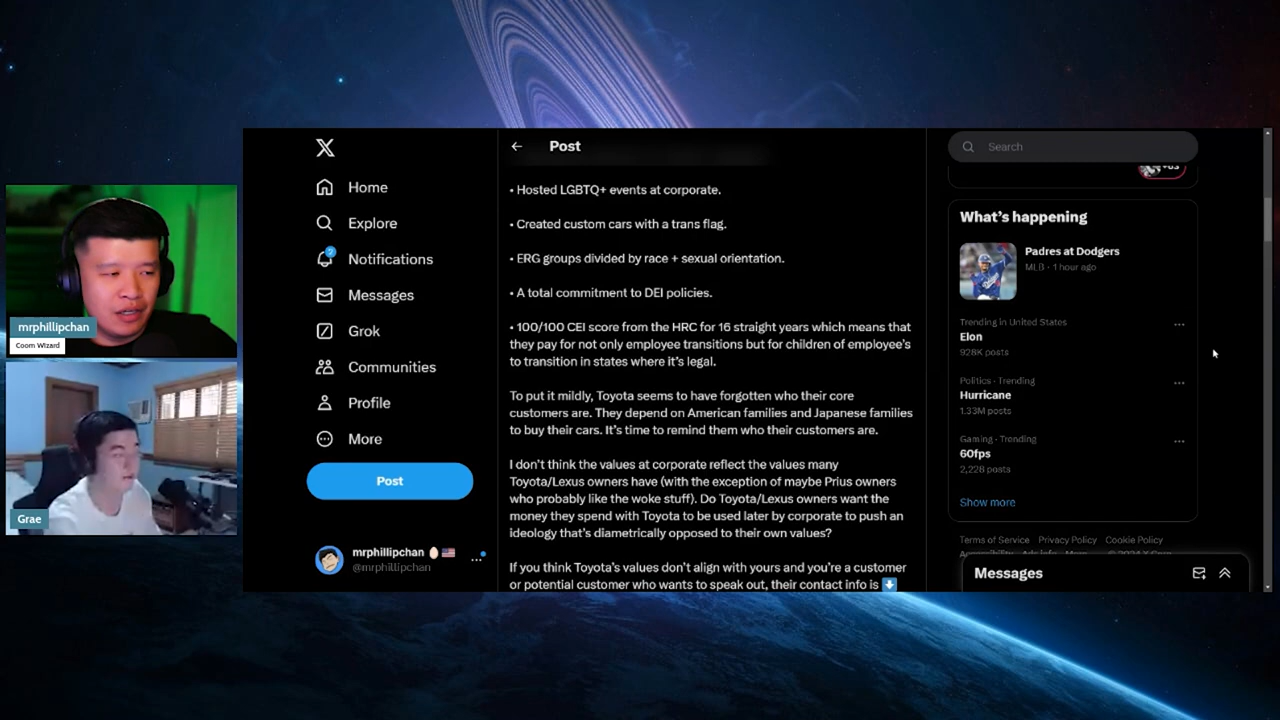 mrphillipchan
Coom Wizard
Grae
Home
Explore
2
Notifications
Messages
Grok
Communities
Profile
More
Post
mrphillipchan
@mrphillipchan
Post
• Hosted LGBTQ+ events at corporate.
• Created custom cars with a trans flag.
• ERG groups divided by race + sexual orientation.
• A total commitment to DEI policies.
• 100/100 CEI score from the HRC for 16 straight years which means that
they pay for not only employee transitions but for children of employee's
to transition in states where it's legal.
To put it mildly, Toyota seems to have forgotten who their core
customers are. They depend on American families and Japanese families
to buy their cars. It's time to remind them who their customers are.
I don't think the values at corporate reflect the values many
Toyota/Lexus owners have (with the exception of maybe Prius owners
who probably like the woke stuff). Do Toyota/Lexus owners want the
money they spend with Toyota to be used later by corporate to push an
ideology that's diametrically opposed to their own values?
If you think Toyota's values don't align with yours and you're a customer
or potential customer who wants to speak out, their contact info is
Search
+63
What's happening
Padres at Dodgers
MLB · 1 hour ago
Trending in United States
Elon
928K posts
Politics · Trending
Hurricane
1.33M posts
Gaming · Trending
60fps
2,228 posts
Show more
Terms of Service Privacy Policy Cookie Policy
Messages